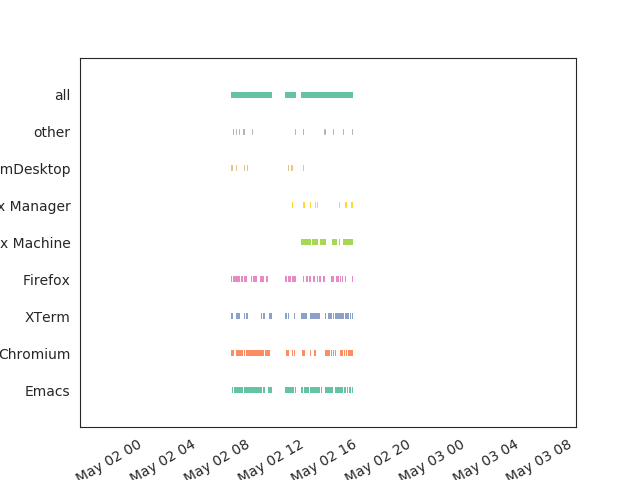 all
other
mDesktop
x Manager
x Machine
Firefox
XTerm
Chromium
Emacs
May 02 00
May 02 04
May 02 08
May 02 12
May 02 16
May 02 20
May 03 00
May 03 04
May 03 08